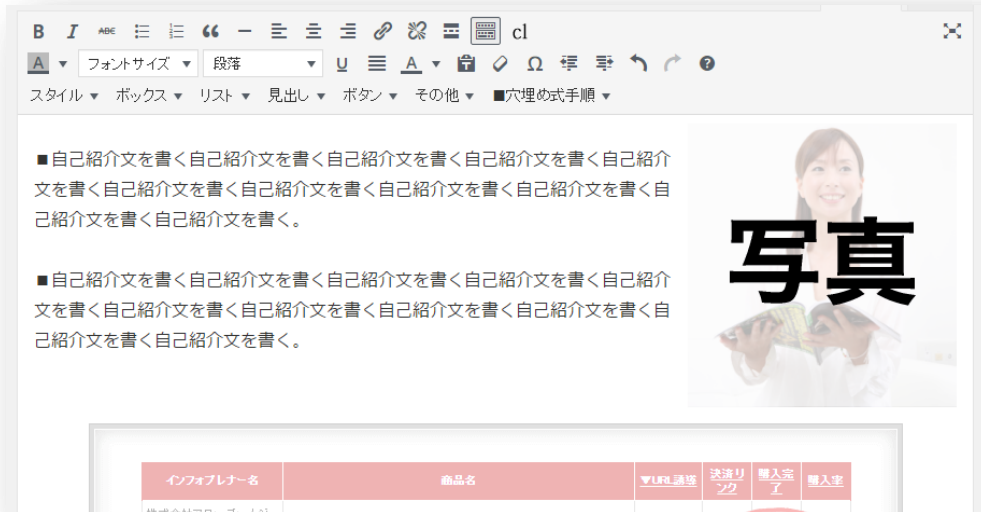 B I ABC cl
A フォントサイズ 段落 U A T Ω
スタイル ボックス リスト 見出し ボタン その他 ■穴埋め式手順
■自己紹介文を書く自己紹介文を書く自己紹介文を書く自己紹介文を書く自己紹介
文を書く自己紹介文を書く自己紹介文を書く自己紹介文を書く自己紹介文を書く自
己紹介文を書く自己紹介文を書く。
写真
■自己紹介文を書く自己紹介文を書く自己紹介文を書く自己紹介文を書く自己紹介
文を書く自己紹介文を書く自己紹介文を書く自己紹介文を書く自己紹介文を書く自
己紹介文を書く自己紹介文を書く。
インフォプレナー名 商品名 ▼URL誘導 決済リンク 購入完了 購入率